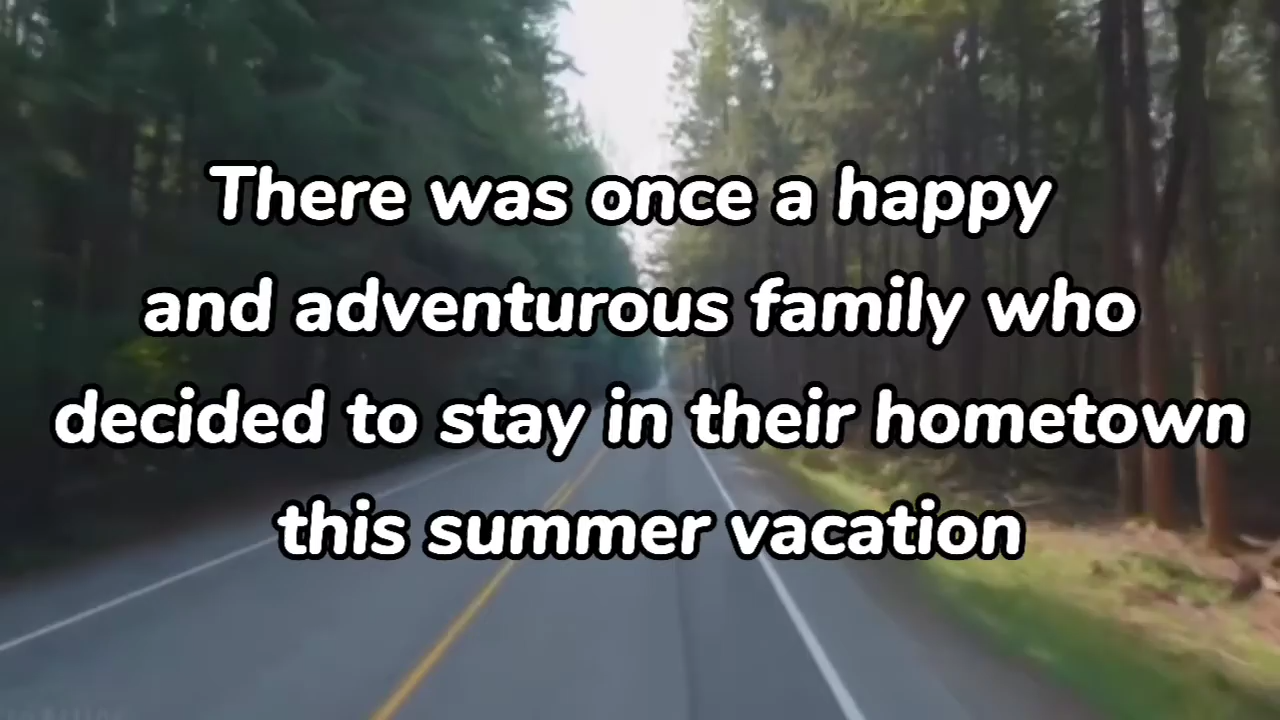 There was once a happy
and adventurous family who
decided to stay in their hometown
this summer vacation